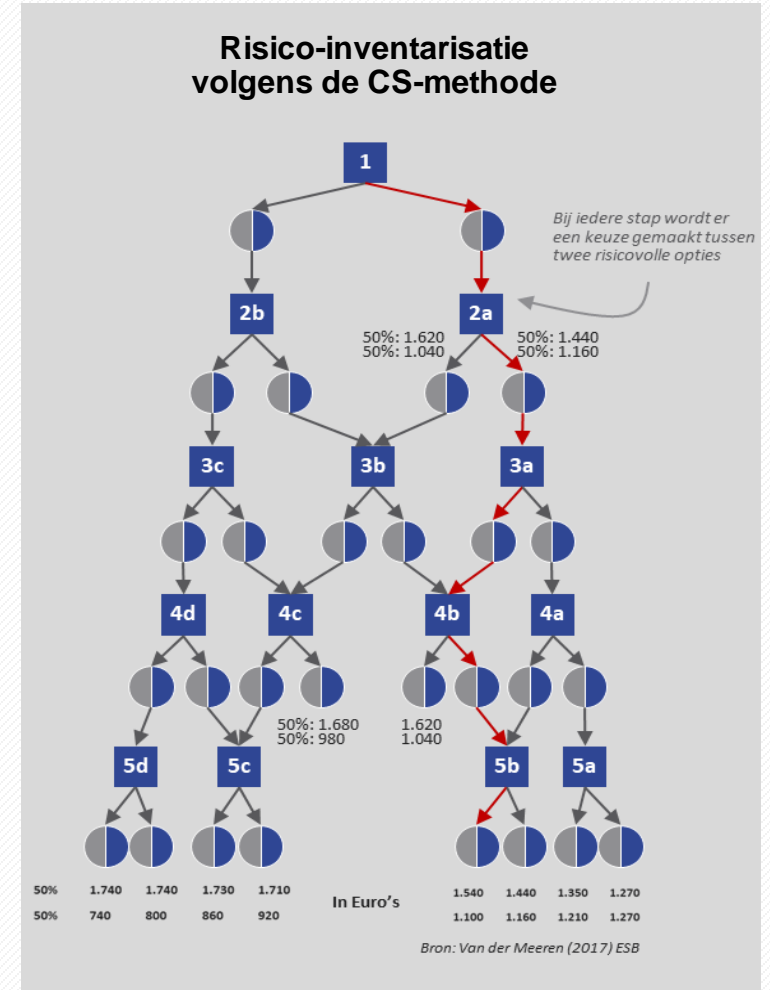 Risico-inventarisatie
volgens de CS-methode
1
Bij iedere stap wordt er
een keuze gemaakt tussen
twee risicovolle opties
2b
2a
50%: 1.620
50%: 1.040
50%: 1.440
50%: 1.160
3c
3b
3a
4d
4c
4b
4a
50%: 1.680
50%: 980
1.620
1.040
5d
5c
5b
5a
50% 1.740 1.740 1.730 1.710
50% 740 800 860 920
In Euro's
1.540 1.440 1.350 1.270
1.100 1.160 1.210 1.270
Bron: Van der Meeren (2017) ESB